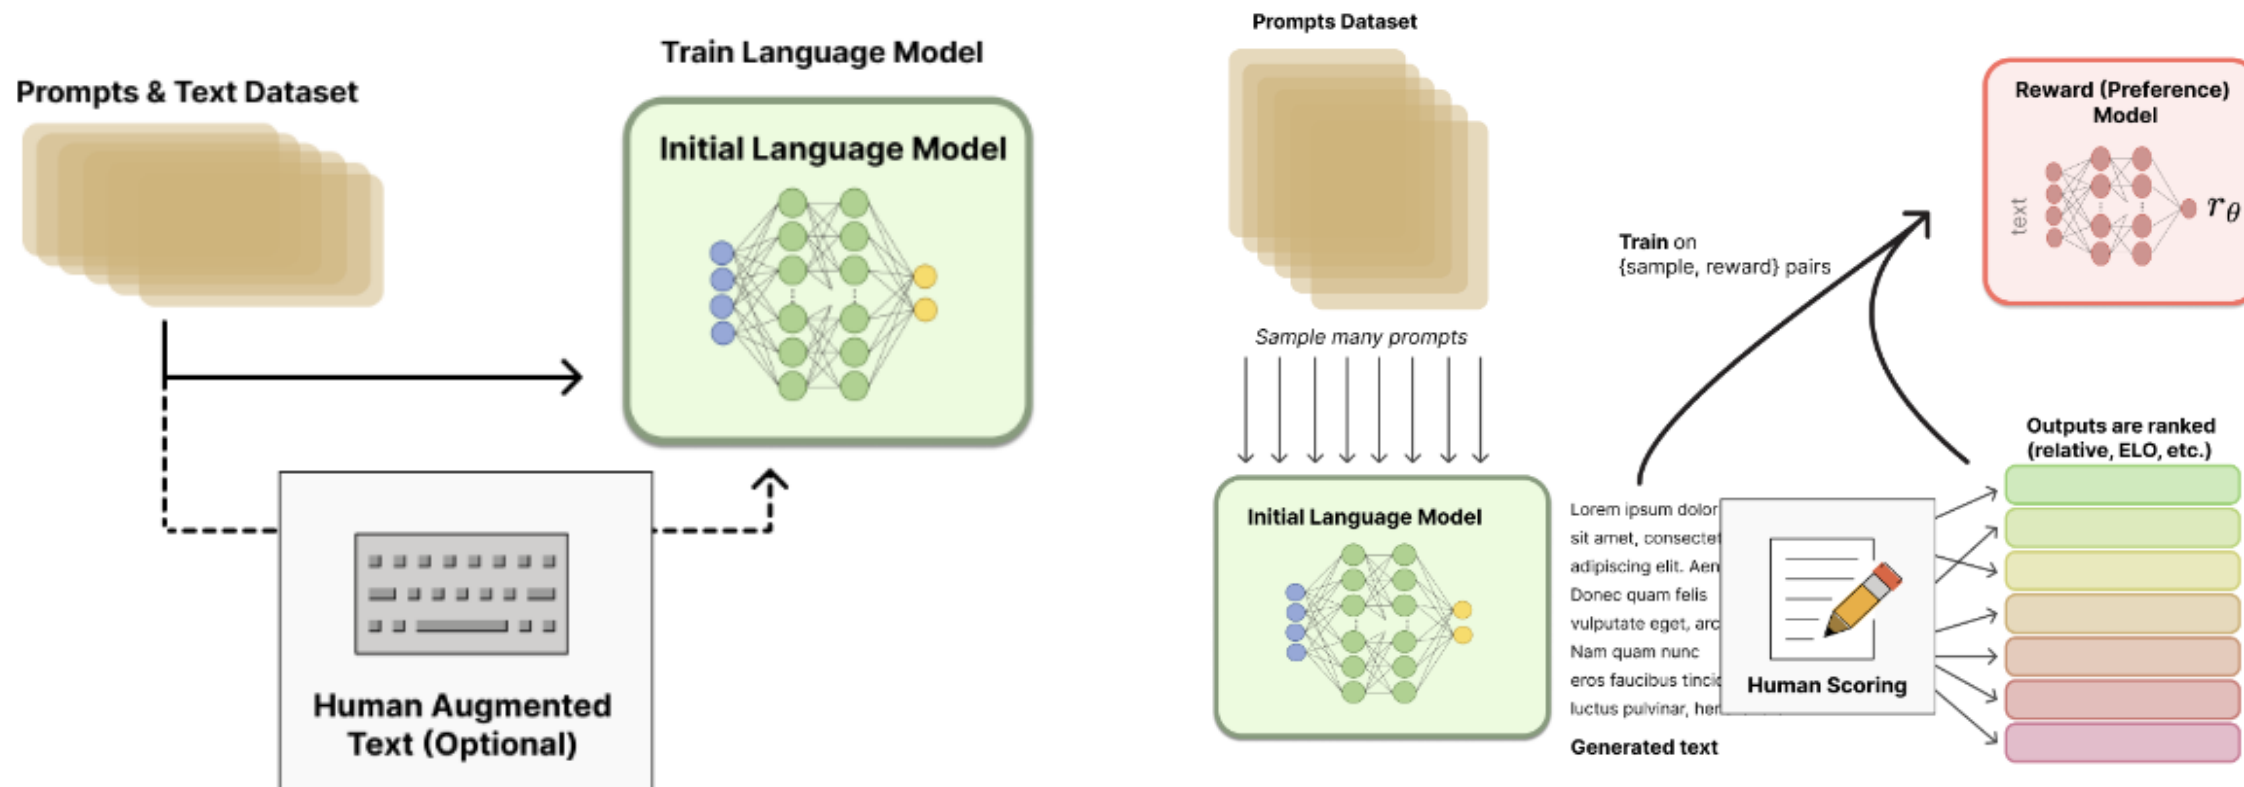 Prompts & Text Dataset
Train Language Model
Initial Language Model
Human Augmented
Text (Optional)
Prompts Dataset
Sample many prompts
Initial Language Model
Train on
{sample, reward} pairs
Lorem ipsum dolor
sit amet, consectet
adipiscing elit. Aen
Donec quam felis
vulputate eget, arc
Nam quam nunc
eros faucibus tincid
luctus pulvinar, hen
Generated text
Human Scoring
Reward (Preference)
Model
text
rθ
Outputs are ranked
(relative, ELO, etc.)